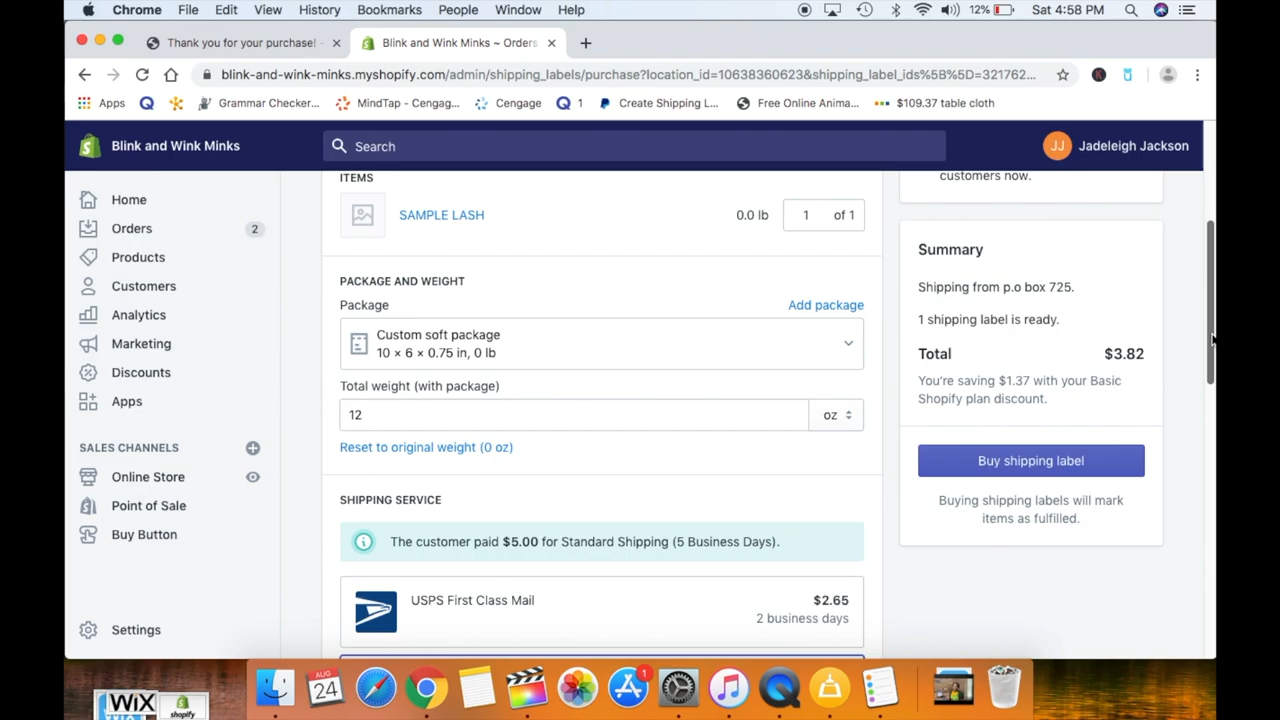 Chrome File Edit View History Bookmarks People Window Help 12% Sat 4:58 PM
Thank you for your purchase! - Blink and Wink Minks ~ Orders
blink-and-wink-minks.myshopify.com/admin/shipping_labels/purchase?location_id=10638360623&shipping_label_ids%5B%5D=321762...
Apps Grammar Checker... MindTap - Cengag... Cengage 1 Create Shipping L... Free Online Anima... $109.37 table cloth
Blink and Wink Minks Search JJ Jadeleigh Jackson
Home
Orders 2
Products
Customers
Analytics
Marketing
Discounts
Apps
SALES CHANNELS
Online Store
Point of Sale
Buy Button
Settings
ITEMS
SAMPLE LASH 0.0 lb 1 of 1
PACKAGE AND WEIGHT
Package Add package
Custom soft package
10 × 6 × 0.75 in, 0 lb
Total weight (with package)
12 oz
Reset to original weight (0 oz)
SHIPPING SERVICE
The customer paid $5.00 for Standard Shipping (5 Business Days).
USPS First Class Mail $2.65
2 business days
customers now.
Summary
Shipping from p.o box 725.
1 shipping label is ready.
Total $3.82
You're saving $1.37 with your Basic
Shopify plan discount.
Buy shipping label
Buying shipping labels will mark
items as fulfilled.
AUG
24
1
WiX
shopify